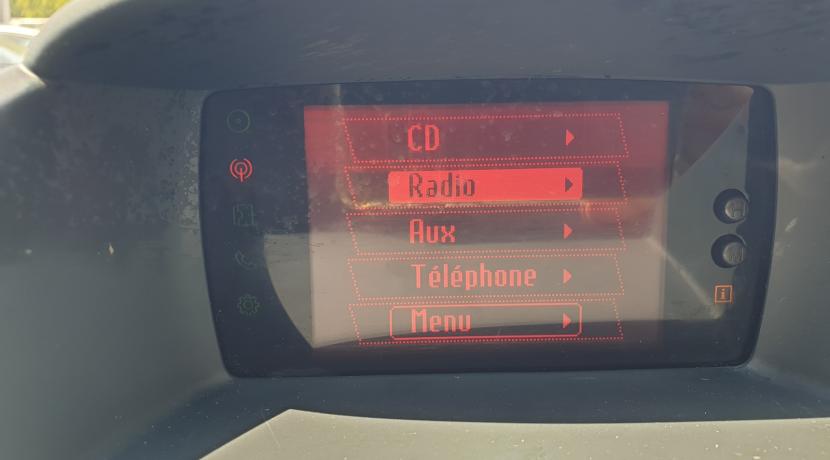 CD
Radio
Aux
Téléphone
Menu